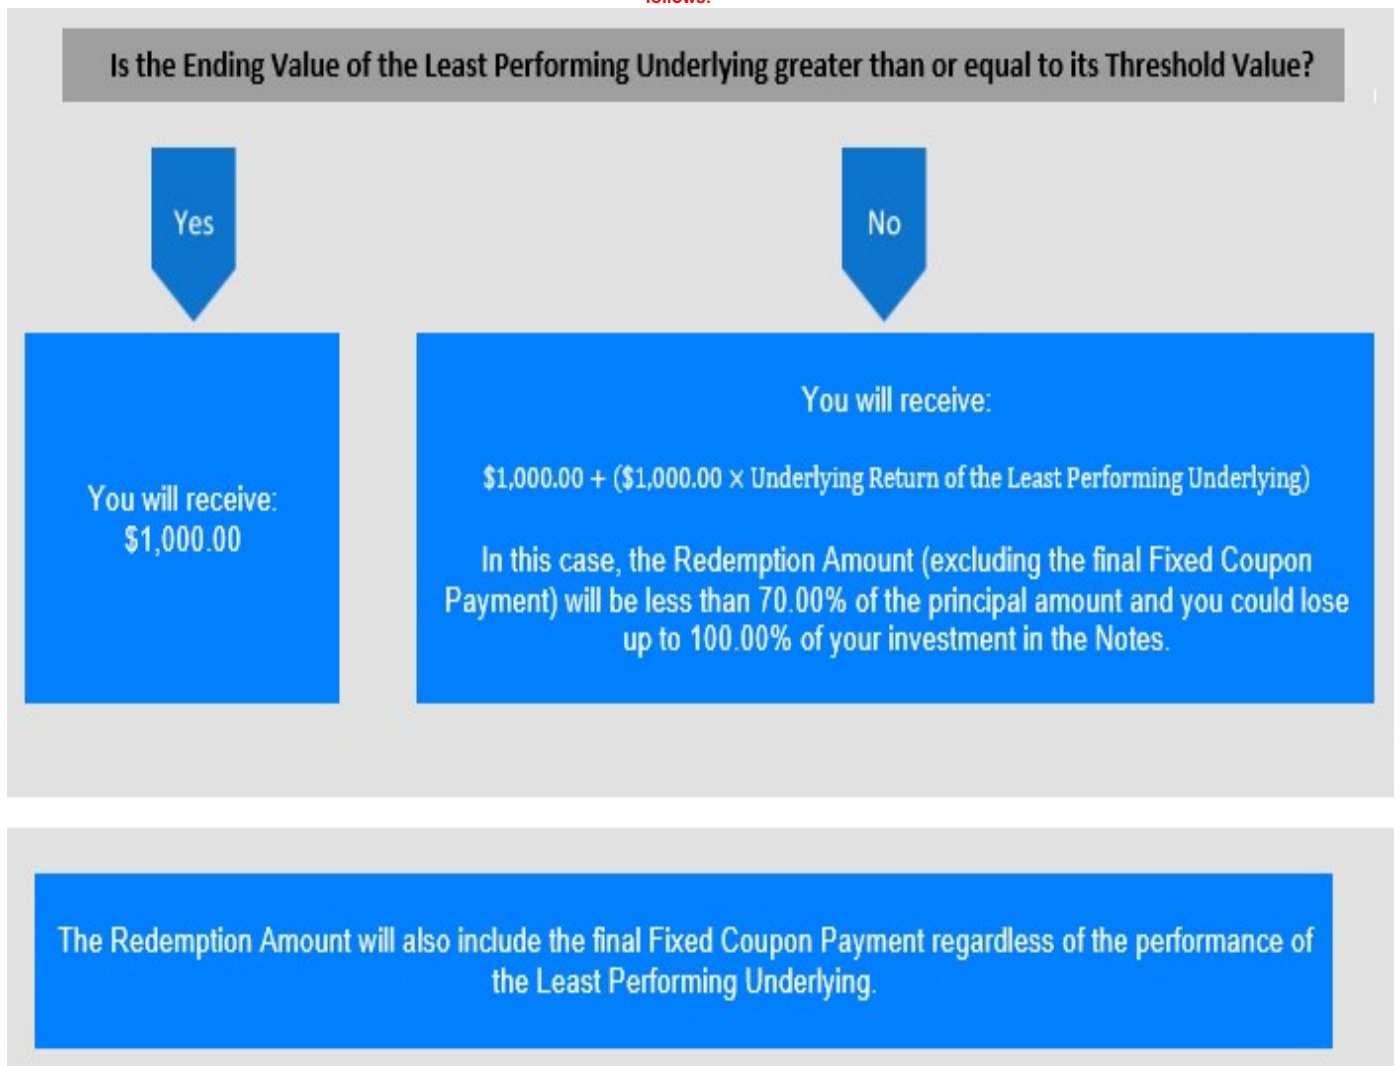 follows:
Is the Ending Value of the Least Performing Underlying greater than or equal to its Threshold Value?
Yes
No
You will receive:
$1,000.00
You will receive:
$1,000.00 + ($1,000.00 × Underlying Return of the Least Performing Underlying)
In this case, the Redemption Amount (excluding the final Fixed Coupon
Payment) will be less than 70.00% of the principal amount and you could lose
up to 100.00% of your investment in the Notes.
The Redemption Amount will also include the final Fixed Coupon Payment regardless of the performance of
the Least Performing Underlying.